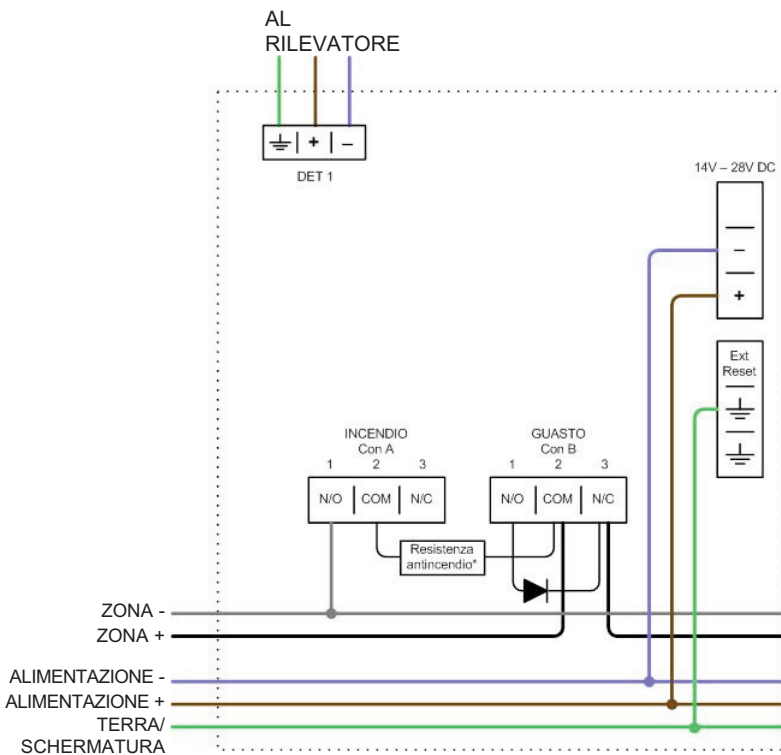 AL
RILEVATORE
+ −
DET 1
14V – 28V DC
−
+
Ext
Reset
INCENDIO
Con A
1 2 3
N/O COM N/C
GUASTO
Con B
1 2 3
N/O COM N/C
Resistenza
antincendio*
ZONA -
ZONA +
ALIMENTAZIONE -
ALIMENTAZIONE +
TERRA/
SCHERMATURA